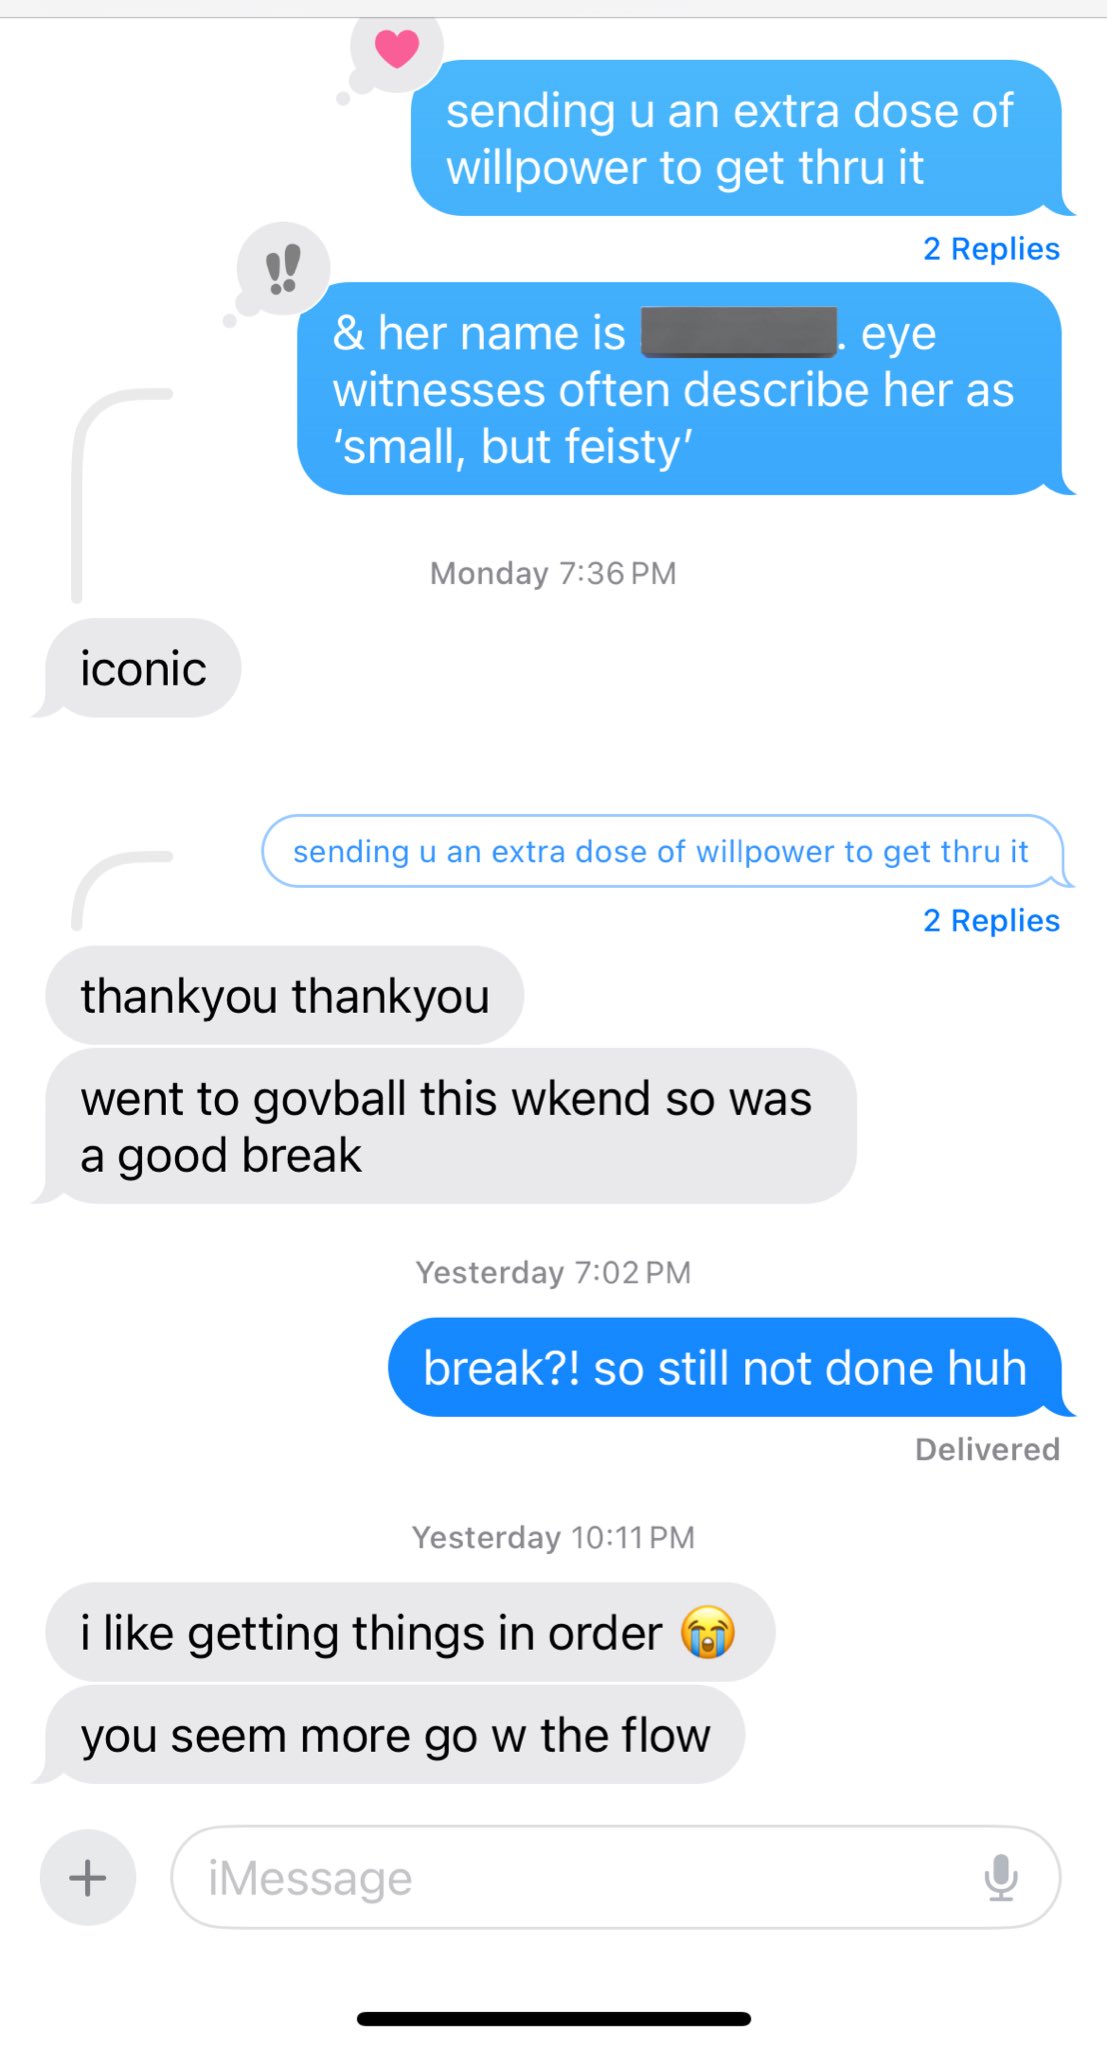 sending u an extra dose of
willpower to get thru it
2 Replies
& her name is . eye
witnesses often describe her as
‘small, but feisty’
Monday 7:36 PM
iconic
sending u an extra dose of willpower to get thru it
2 Replies
thankyou thankyou
went to govball this wkend so was
a good break
Yesterday 7:02 PM
break?! so still not done huh
Delivered
Yesterday 10:11 PM
i like getting things in order 😭
you seem more go w the flow
iMessage